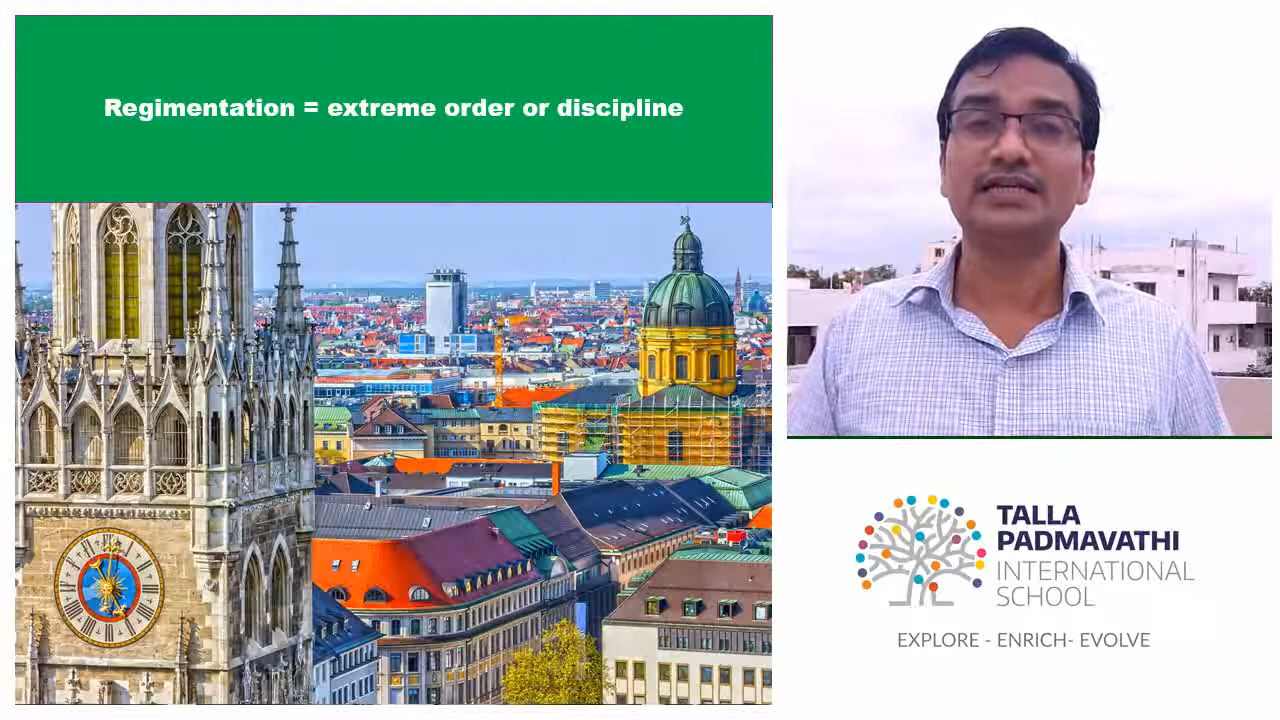 Regimentation = extreme order or discipline
TALLA
PADMAVATHI
INTERNATIONAL
SCHOOL
EXPLORE - ENRICH- EVOLVE